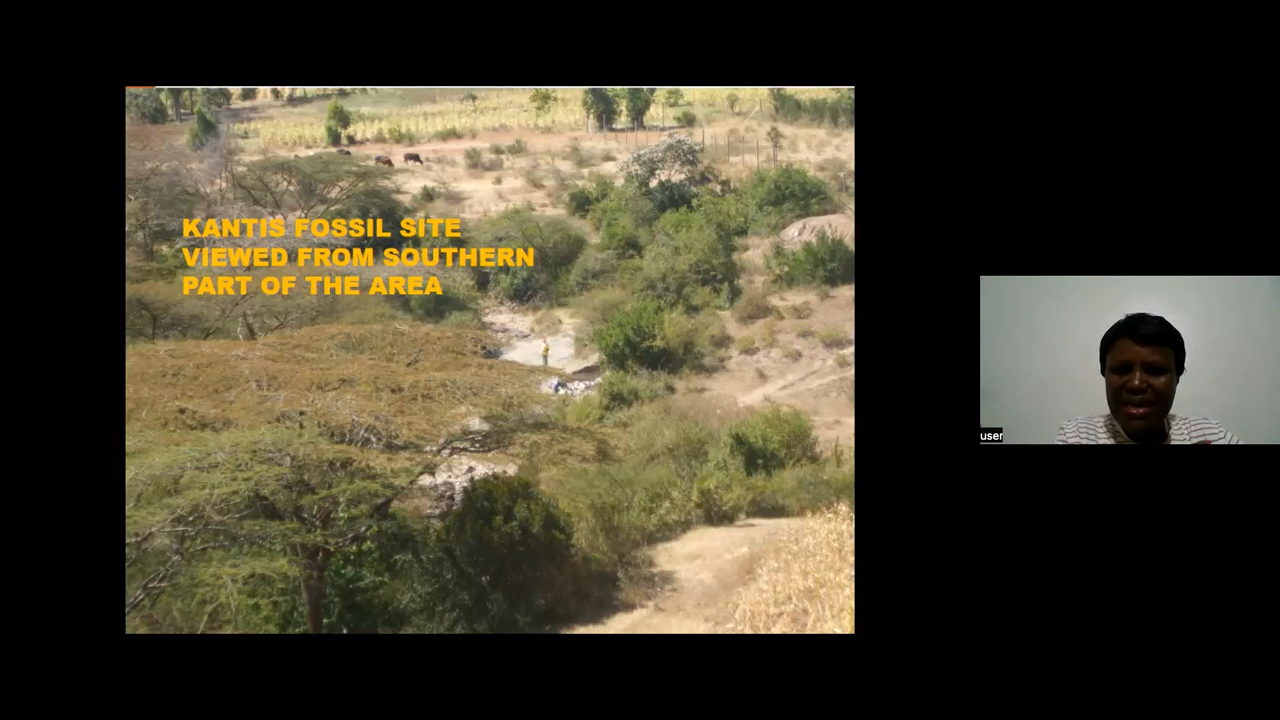 KANTIS FOSSIL SITE
VIEWED FROM SOUTHERN
PART OF THE AREA
user